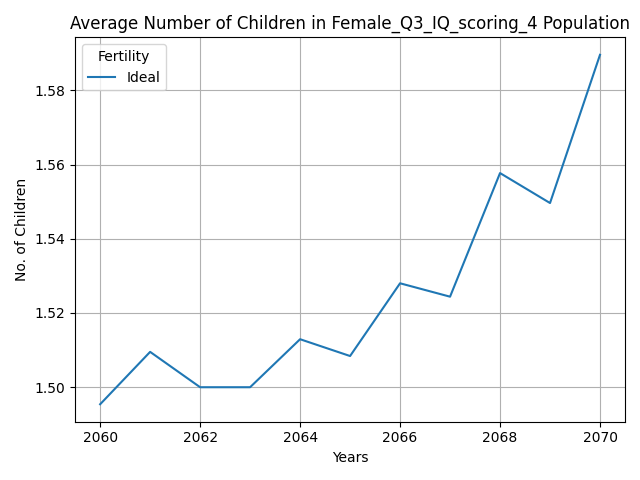 Average Number of Children in Female_Q3_IQ_scoring_4 Population
Fertility
Ideal
1.58
1.56
1.54
1.52
1.50
No. of Children
2060
2062
2064
2066
2068
2070
Years